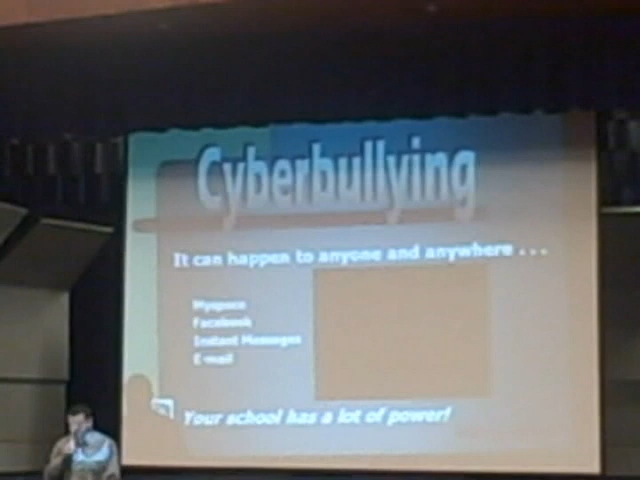 Cyberbullying
It can happen to anyone and anywhere . . .
Myspace
Facebook
Instant Messages
E-mail
Your school has a lot of power!